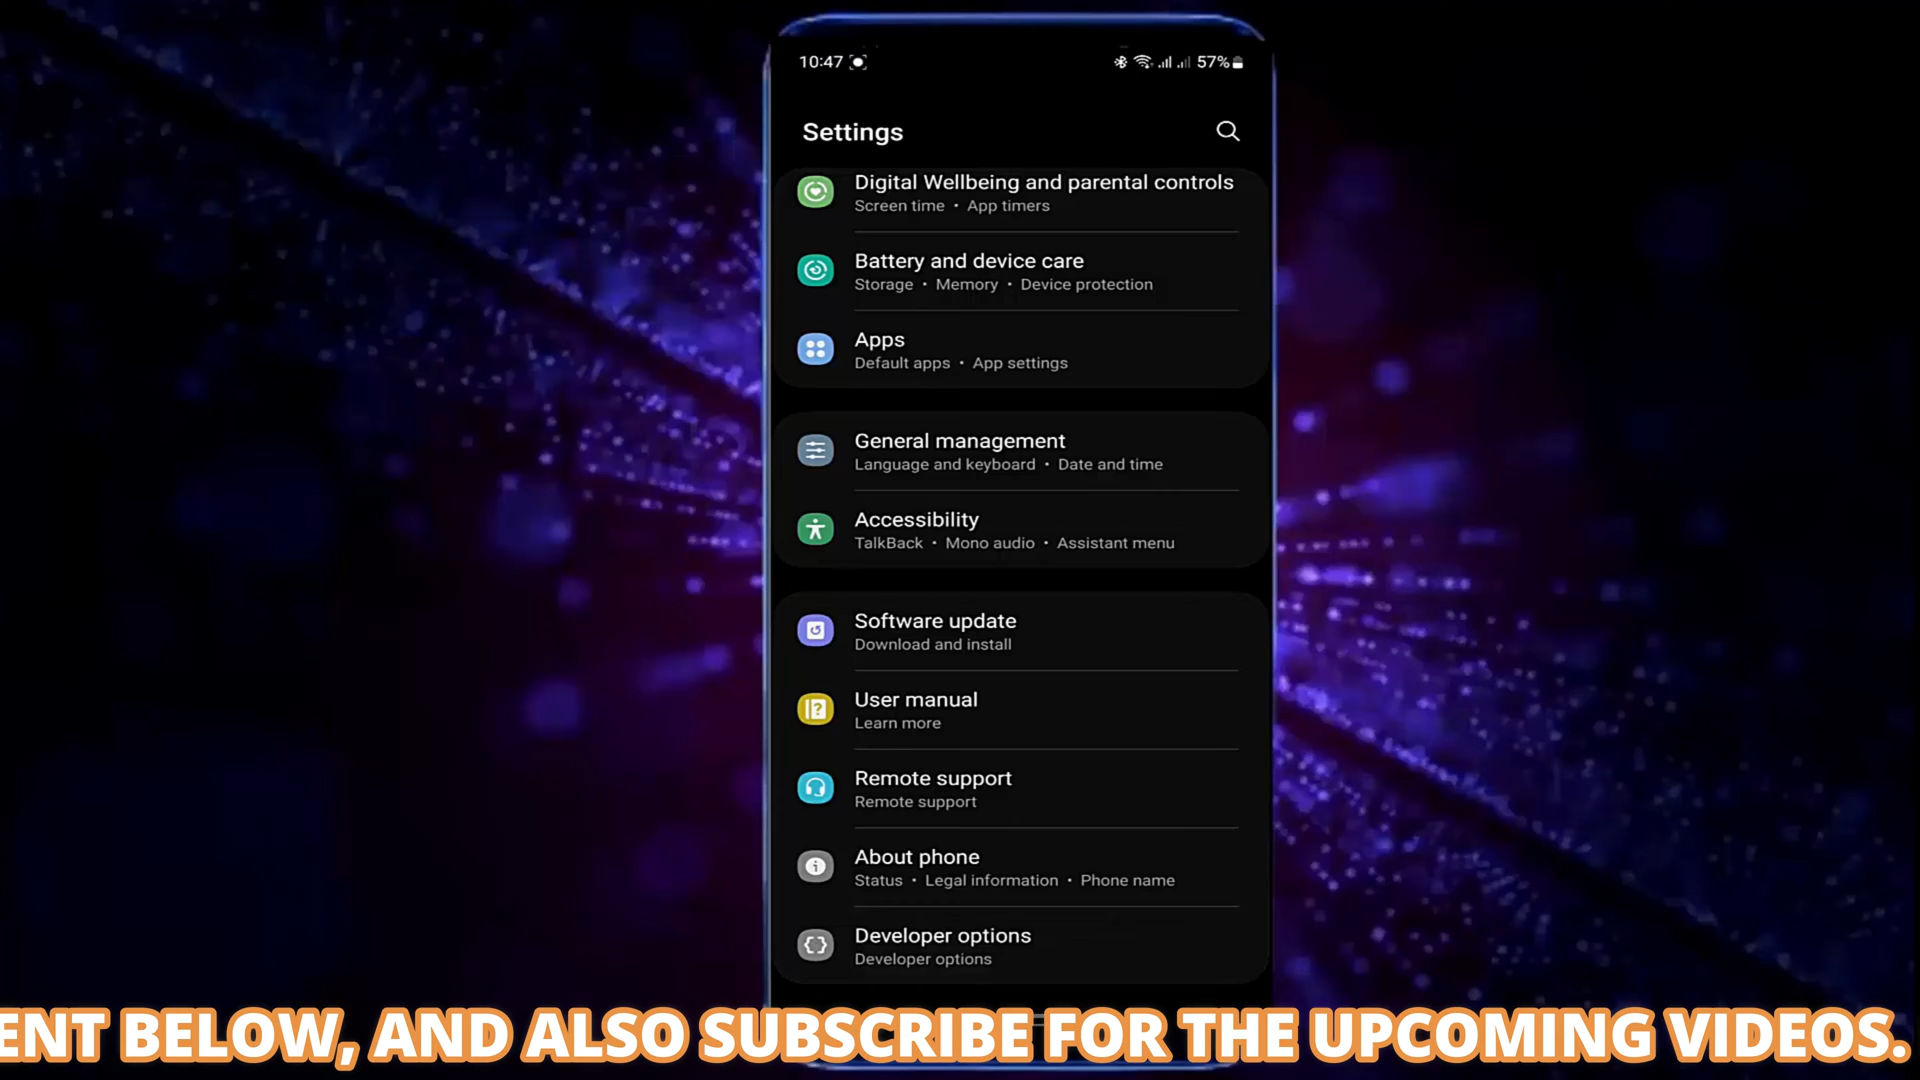 10:47
57%
Settings
Digital Wellbeing and parental controls
Screen time • App timers
Battery and device care
Storage • Memory • Device protection
Apps
Default apps • App settings
General management
Language and keyboard • Date and time
Accessibility
TalkBack • Mono audio • Assistant menu
Software update
Download and install
User manual
Learn more
Remote support
Remote support
About phone
Status • Legal information • Phone name
Developer options
Developer options
ENT BELOW, AND ALSO SUBSCRIBE FOR THE UPCOMING VIDEOS.